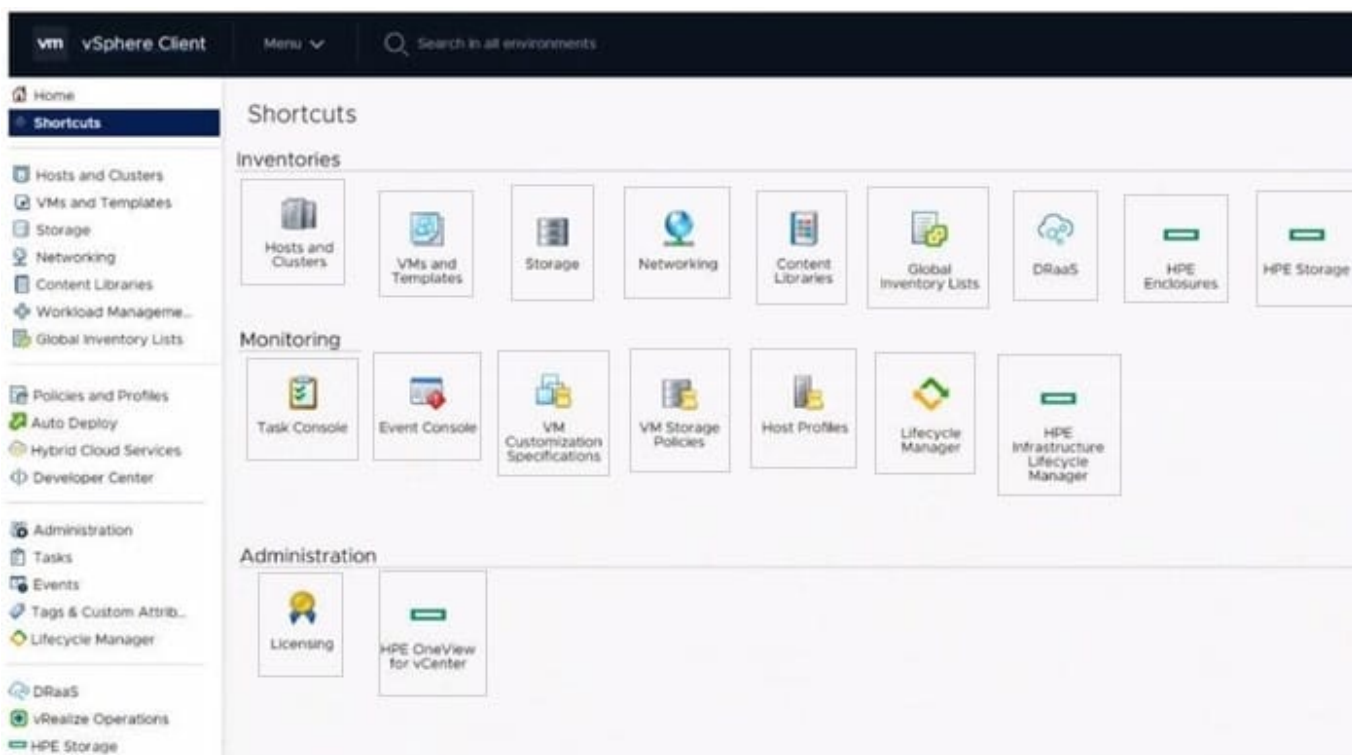 vm vSphere Client Menu Search in all environments
Home
Shortcuts
Hosts and Clusters
VMs and Templates
Storage
Networking
Content Libraries
Workload Manageme...
Global Inventory Lists
Policies and Profiles
Auto Deploy
Hybrid Cloud Services
Developer Center
Administration
Tasks
Events
Tags & Custom Attrib...
Lifecycle Manager
DRaaS
vRealize Operations
HPE Storage
Shortcuts
Inventories
Hosts and
Clusters
VMs and
Templates
Storage
Networking
Content
Libraries
Global
Inventory Lists
DRaaS
HPE
Enclosures
HPE Storage
Monitoring
Task Console
Event Console
VM
Customization
Specifications
VM Storage
Policies
Host Profiles
Lifecycle
Manager
HPE
Infrastructure
Lifecycle
Manager
Administration
Licensing
HPE OneView
for vCenter